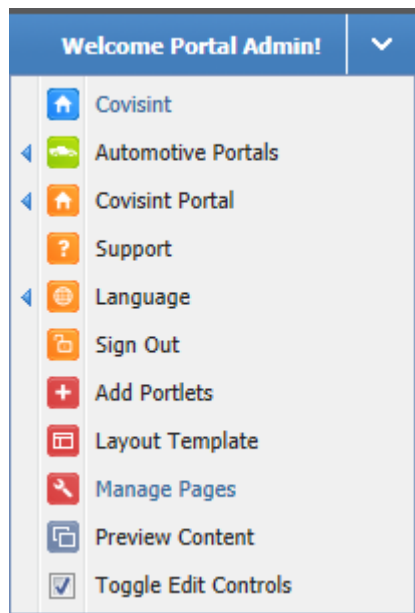 Welcome Portal Admin!
Covisint
Automotive Portals
Covisint Portal
Support
Language
Sign Out
Add Portlets
Layout Template
Manage Pages
Preview Content
Toggle Edit Controls